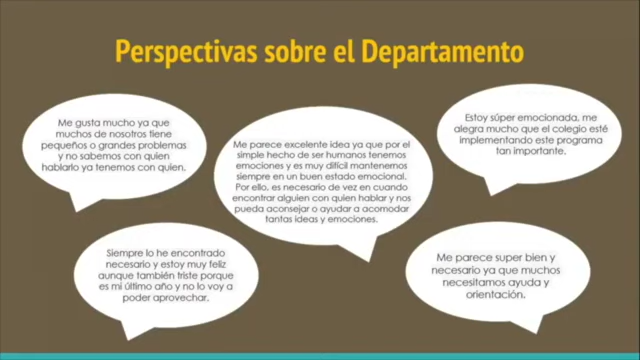 Perspectivas sobre el Departamento
Me gusta mucho ya que
muchos de nosotros tiene
pequeños o grandes problemas
y no sabemos con quien
hablarlo ya tenemos con quien.
Me parece excelente idea ya que por el
simple hecho de ser humanos tenemos
emociones y es muy difícil mantenemos
siempre en un buen estado emocional.
Por ello, es necesario de vez en cuando
encontrar alguien con quien hablar y nos
pueda aconsejar o ayudar a acomodar
tantas ideas y emociones.
Estoy súper emocionada, me
alegra mucho que el colegio esté
implementando este programa
tan importante.
Siempre lo he encontrado
necesario y estoy muy feliz
aunque también triste porque
es mi último año y no lo voy a
poder aprovechar.
Me parece super bien y
necesario ya que muchos
necesitamos ayuda y
orientación.